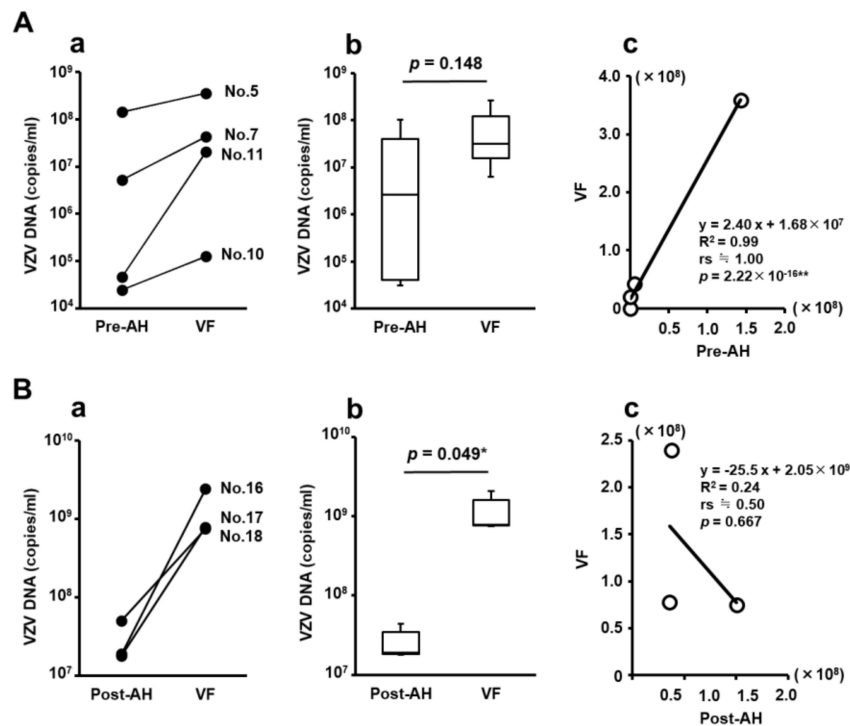 A
a
b
c
VZV DNA (copies/ml)
10⁹
10⁸
10⁷
10⁶
10⁵
10⁴
No.5
No.7
No.11
No.10
Pre-AH VF
p = 0.148
VZV DNA (copies/ml)
10⁹
10⁸
10⁷
10⁶
10⁵
10⁴
Pre-AH VF
(×10⁸)
VF
4.0
3.0
2.0
1.0
0
y = 2.40 x + 1.68×10⁷
R² = 0.99
rs ≒ 1.00
p = 2.22×10⁻¹⁶**
(×10⁸)
0.5 1.0 1.5 2.0
Pre-AH
B
a
b
c
VZV DNA (copies/ml)
10¹⁰
10⁹
10⁸
10⁷
No.16
No.17
No.18
Post-AH VF
p = 0.049*
VZV DNA (copies/ml)
10¹⁰
10⁹
10⁸
10⁷
Post-AH VF
(×10⁸)
VF
2.5
2.0
1.5
1.0
0.5
0
y = -25.5 x + 2.05×10⁹
R² = 0.24
rs ≒ 0.50
p = 0.667
(×10⁸)
0.5 1.0 1.5 2.0
Post-AH